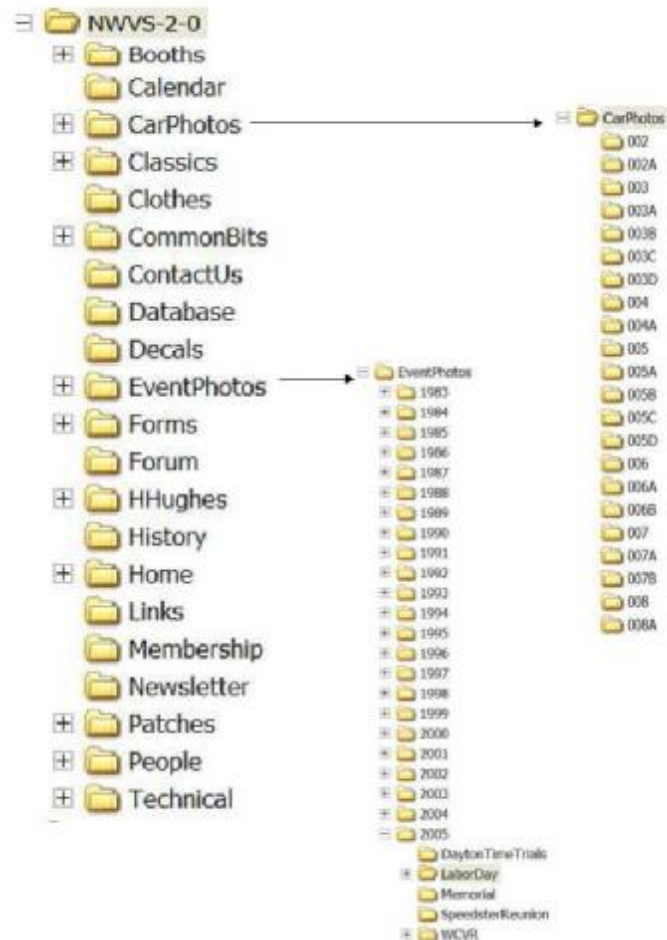 NWVS-2-0
Booths
Calendar
CarPhotos
Classics
Clothes
CommonBits
ContactUs
Database
Decals
EventPhotos
Forms
Forum
HHughes
History
Home
Links
Membership
Newsletter
Patches
People
Technical
EventPhotos
1983
1984
1985
1986
1987
1988
1989
1990
1991
1992
1993
1994
1995
1996
1997
1998
1999
2000
2001
2002
2003
2004
2005
DaytonTimeTrials
LaborDay
Memorial
SpeedsterReunion
WCVR
CarPhotos
002
002A
003
003A
003B
003C
003D
004
004A
005
005A
005B
005C
005D
006
006A
006B
007
007A
007B
008
008A